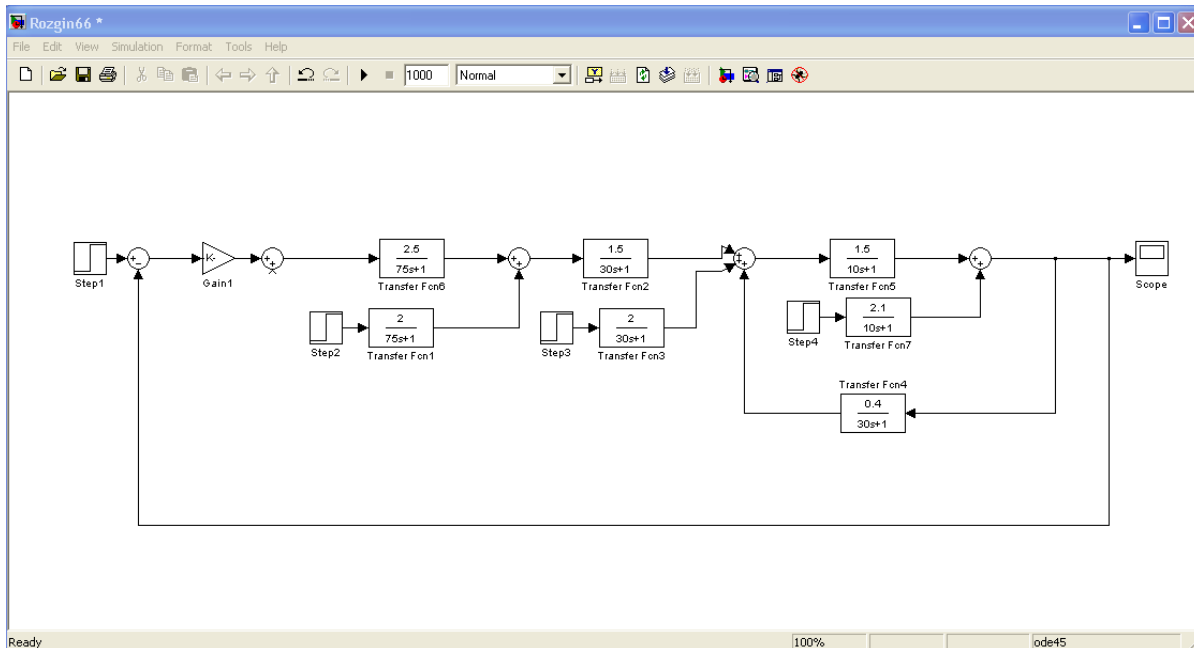 Rozgin66 *
File Edit View Simulation Format Tools Help
1000 Normal
Step1
K-
Gain1
2.5
75s+1
Transfer Fcn6
1.5
30s+1
Transfer Fcn2
1.5
10s+1
Transfer Fcn5
Scope
Step2
2
75s+1
Transfer Fcn1
Step3
2
30s+1
Transfer Fcn3
Step4
2.1
10s+1
Transfer Fcn7
Transfer Fcn4
0.4
30s+1
Ready 100% ode45